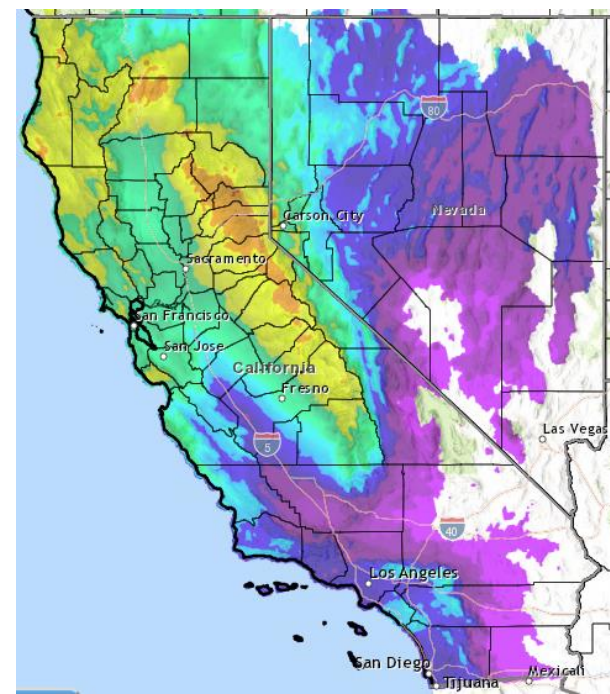 80
Carson City
Nevada
Sacramento
San Francisco
San Jose
California
Fresno
5
Las Vegas
40
Los Angeles
San Diego
Tijuana
Mexicali